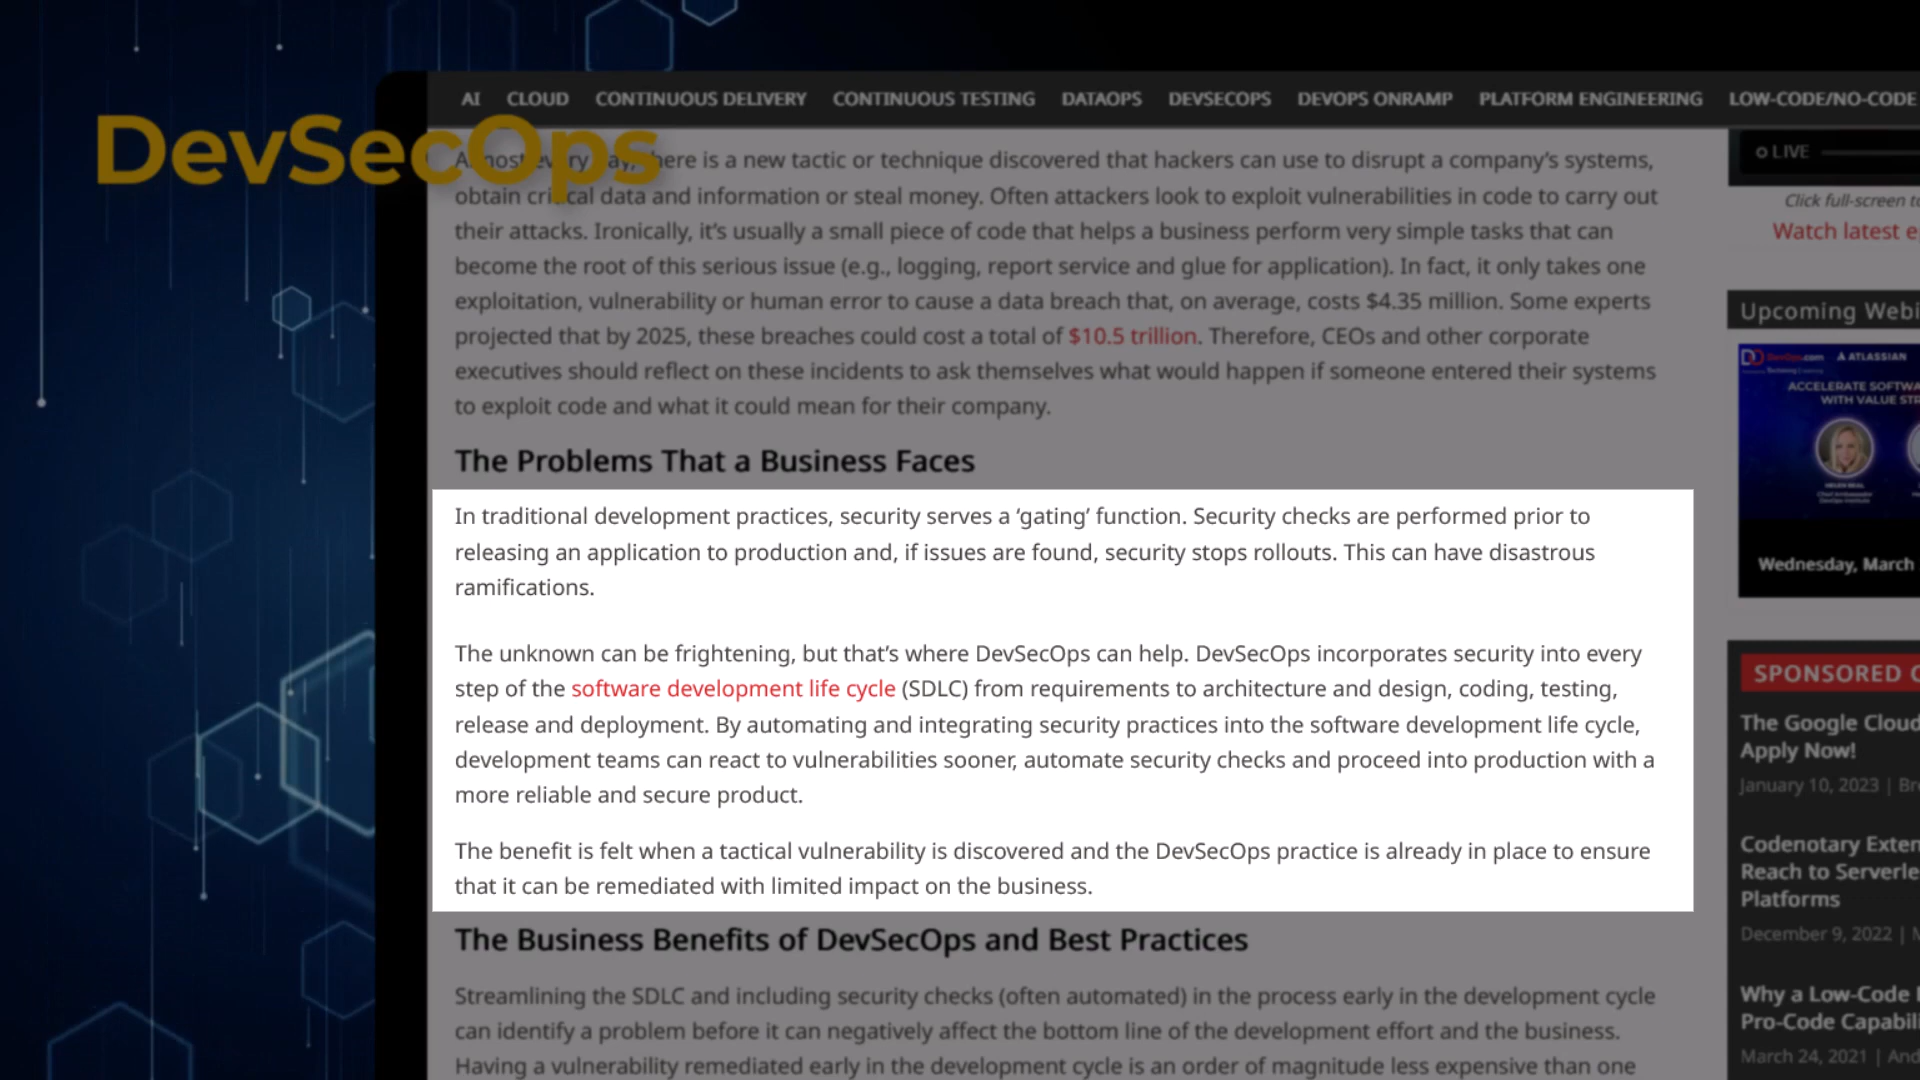 AI CLOUD CONTINUOUS DELIVERY CONTINUOUS TESTING DATAOPS DEVSECOPS DEVOPS ONRAMP PLATFORM ENGINEERING LOW-CODE/NO-CODE
DevSecOps
Almost every day, there is a new tactic or technique discovered that hackers can use to disrupt a company’s systems,
obtain critical data and information or steal money. Often attackers look to exploit vulnerabilities in code to carry out
their attacks. Ironically, it’s usually a small piece of code that helps a business perform very simple tasks that can
become the root of this serious issue (e.g., logging, report service and glue for application). In fact, it only takes one
exploitation, vulnerability or human error to cause a data breach that, on average, costs $4.35 million. Some experts
projected that by 2025, these breaches could cost a total of $10.5 trillion. Therefore, CEOs and other corporate
executives should reflect on these incidents to ask themselves what would happen if someone entered their systems
to exploit code and what it could mean for their company.
The Problems That a Business Faces
In traditional development practices, security serves a ‘gating’ function. Security checks are performed prior to
releasing an application to production and, if issues are found, security stops rollouts. This can have disastrous
ramifications.
The unknown can be frightening, but that’s where DevSecOps can help. DevSecOps incorporates security into every
step of the software development life cycle (SDLC) from requirements to architecture and design, coding, testing,
release and deployment. By automating and integrating security practices into the software development life cycle,
development teams can react to vulnerabilities sooner, automate security checks and proceed into production with a
more reliable and secure product.
The benefit is felt when a tactical vulnerability is discovered and the DevSecOps practice is already in place to ensure
that it can be remediated with limited impact on the business.
The Business Benefits of DevSecOps and Best Practices
Streamlining the SDLC and including security checks (often automated) in the process early in the development cycle
can identify a problem before it can negatively affect the bottom line of the development effort and the business.
Having a vulnerability remediated early in the development cycle is an order of magnitude less expensive than one
LIVE
Click full-screen to
Watch latest e
Upcoming Webi
DevOps.com ATLASSIAN
ACCELERATE SOFTWA
WITH VALUE STR
HELEN BEAL
Wednesday, March
SPONSORED C
The Google Cloud
Apply Now!
January 10, 2023 | Br
Codenotary Exten
Reach to Serverle
Platforms
December 9, 2022 | M
Why a Low-Code
Pro-Code Capabili
March 24, 2021 | And